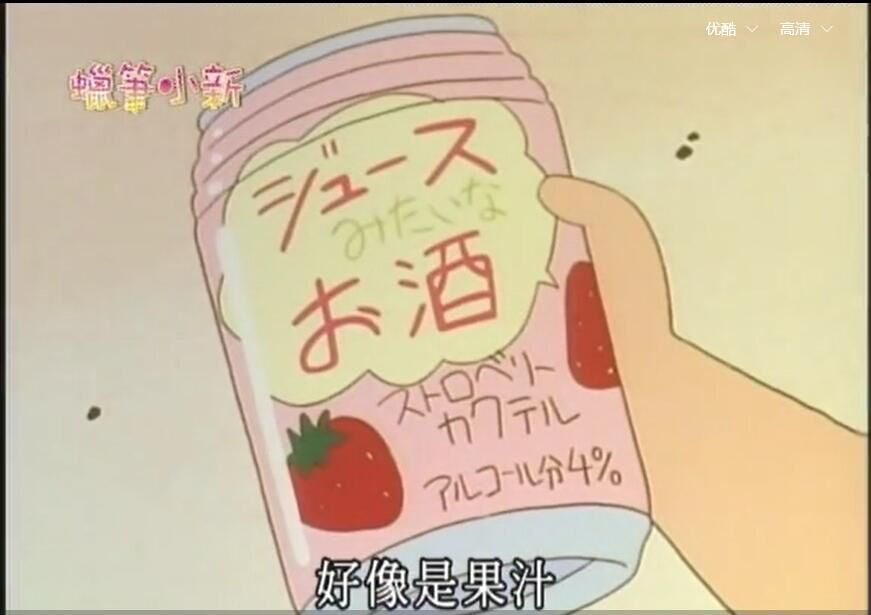 优酷 高清
蠟筆小新
ジュース
みたいな
お酒
ストロベリー
カクテル
アルコール分4%
好像是果汁